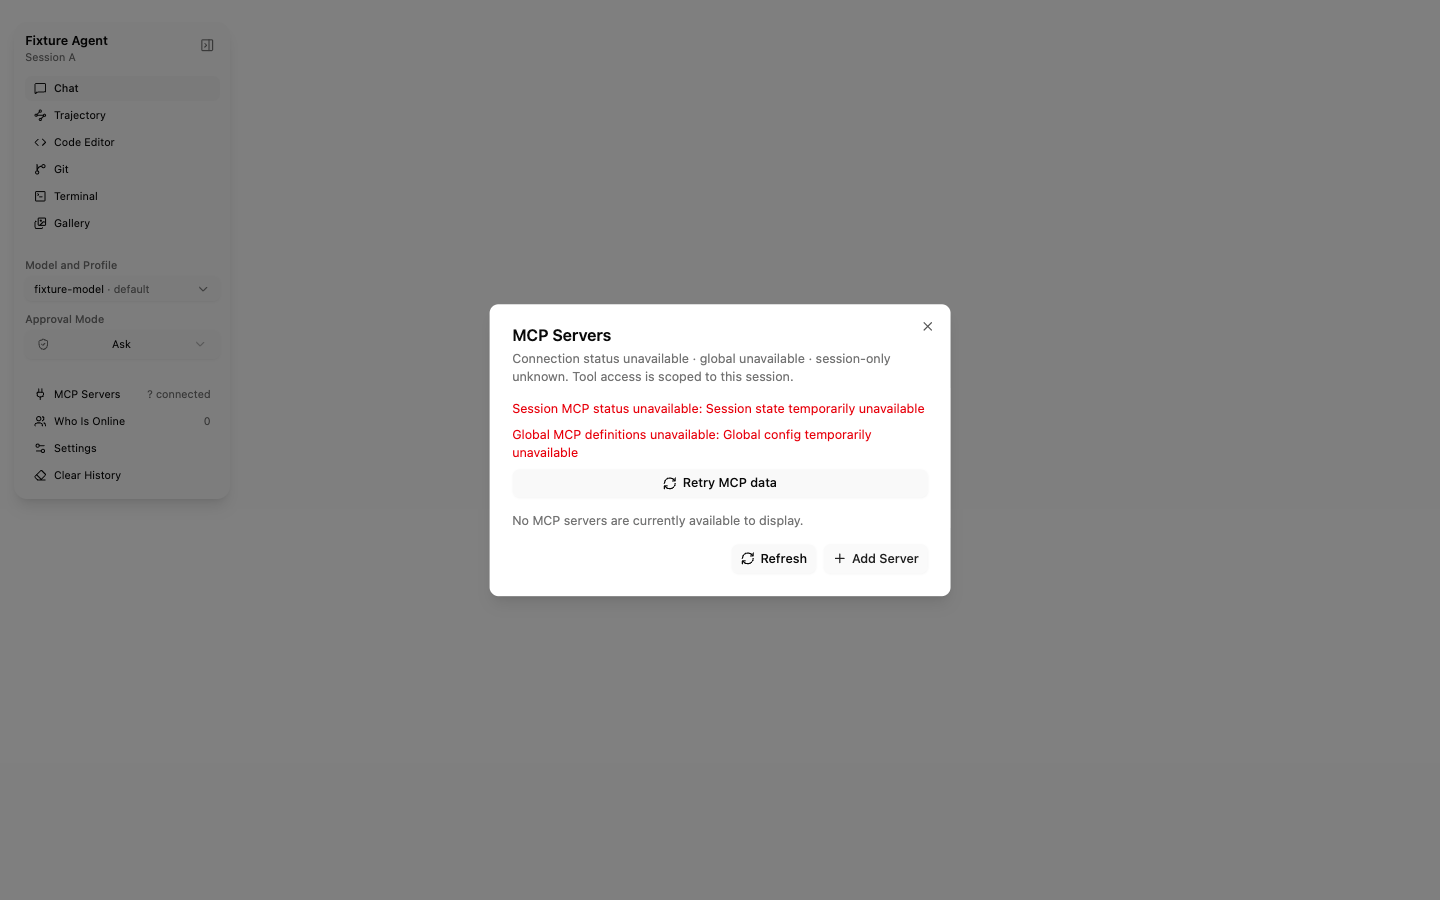 Fixture Agent
Session A
Chat
Trajectory
Code Editor
Git
Terminal
Gallery
Model and Profile
fixture-model · default
Approval Mode
Ask
MCP Servers ? connected
Who Is Online 0
Settings
Clear History
MCP Servers
Connection status unavailable · global unavailable · session-only
unknown. Tool access is scoped to this session.
Session MCP status unavailable: Session state temporarily unavailable
Global MCP definitions unavailable: Global config temporarily
unavailable
Retry MCP data
No MCP servers are currently available to display.
Refresh Add Server